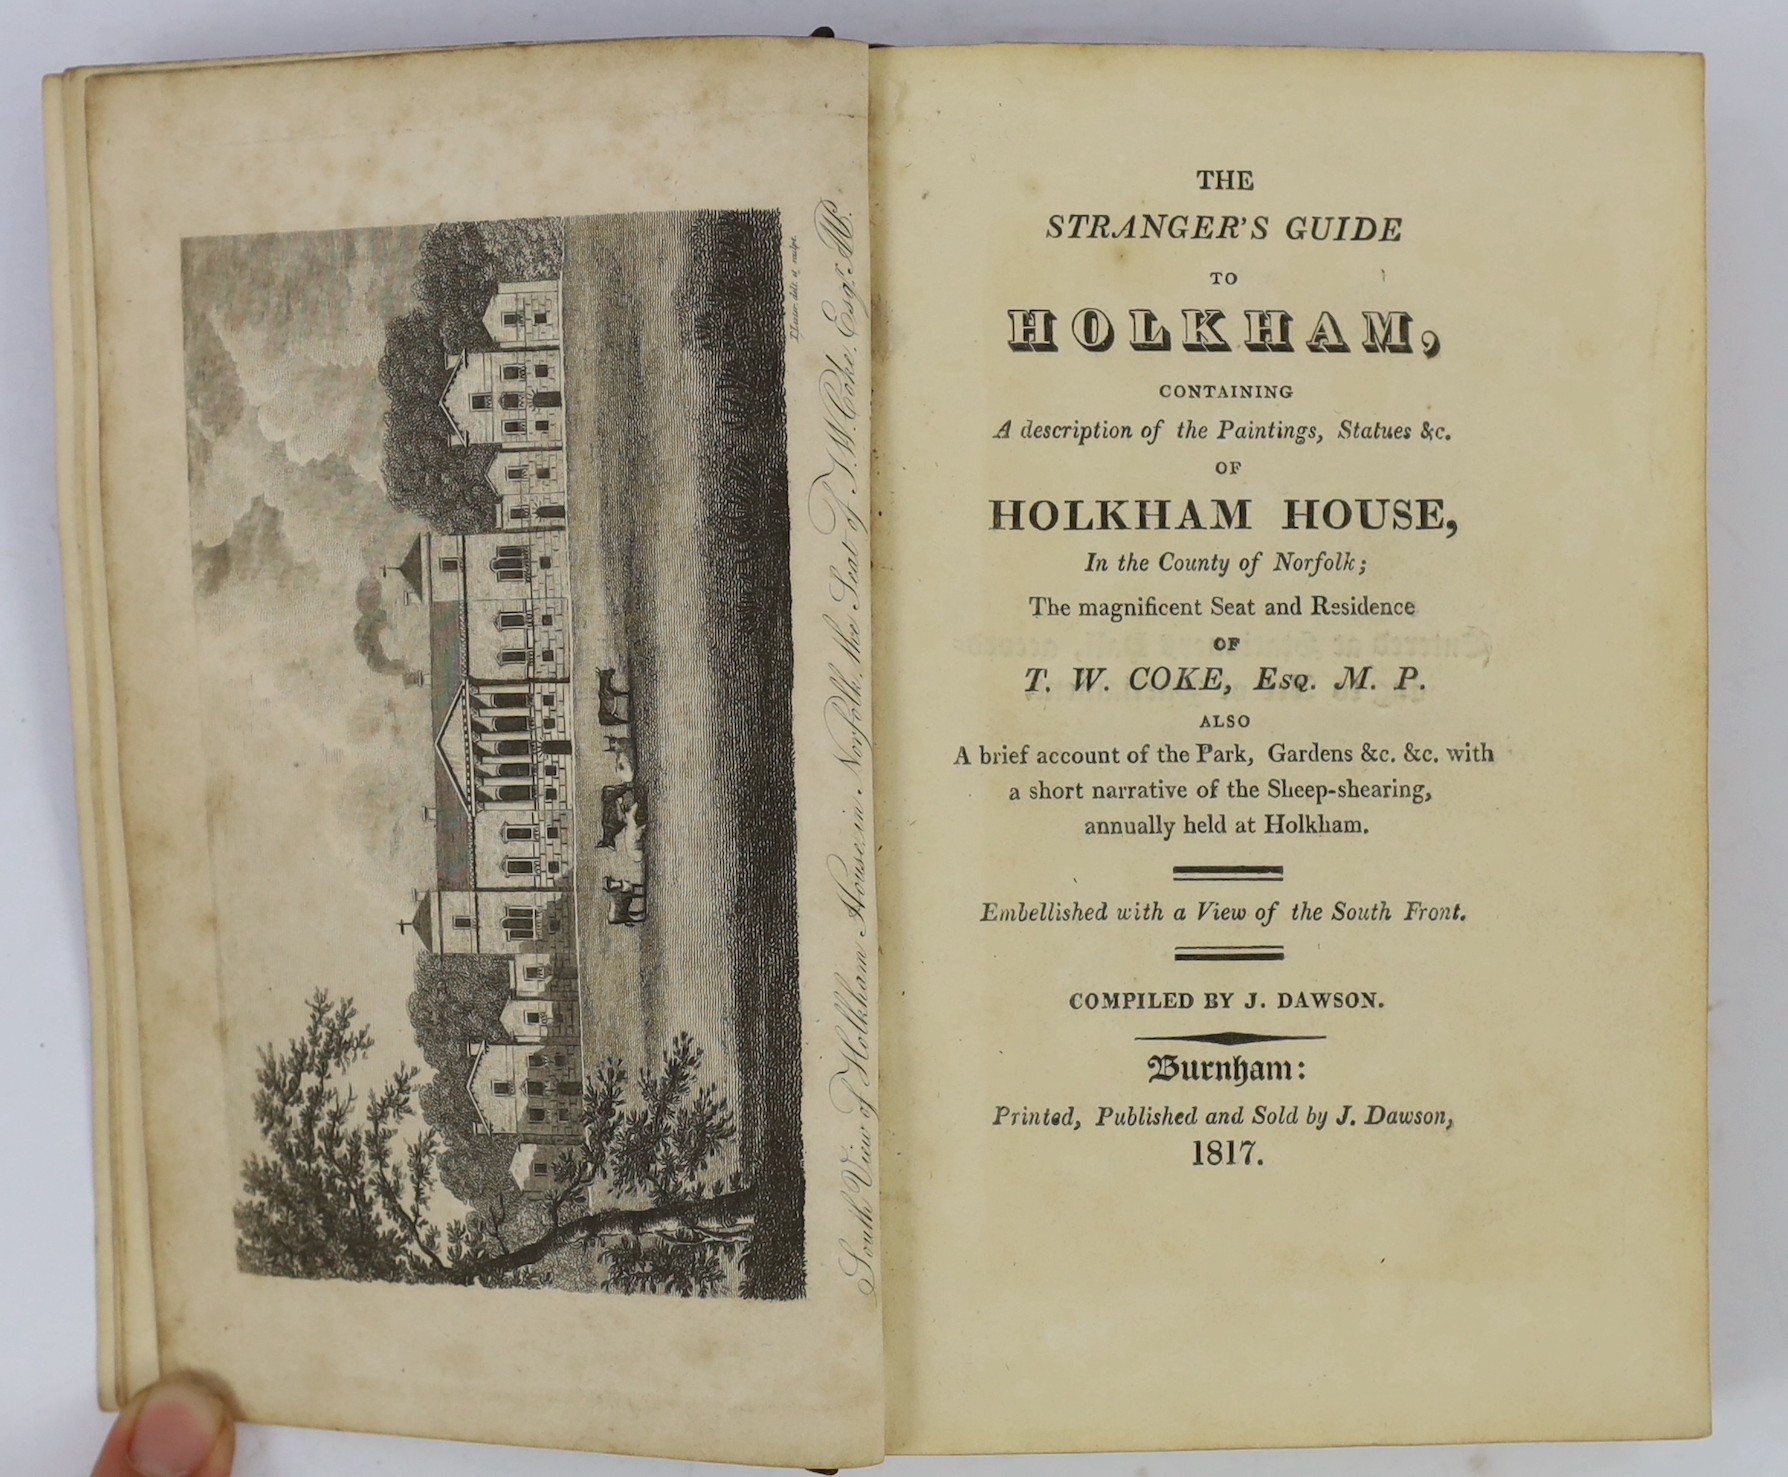 South View of Holkham House, in Norfolk, the Seat of T. W. Coke, Esqr. MP.
THE
STRANGER'S GUIDE
TO
HOLKHAM,
CONTAINING
A description of the Paintings, Statues &c.
OF
HOLKHAM HOUSE,
In the County of Norfolk;
The magnificent Seat and Residence
OF
T. W. COKE, Esq. M. P.
ALSO
A brief account of the Park, Gardens &c. &c. with
a short narrative of the Sheep-shearing,
annually held at Holkham.
Embellished with a View of the South Front.
COMPILED BY J. DAWSON.
Burnham:
Printed, Published and Sold by J. Dawson,
1817.